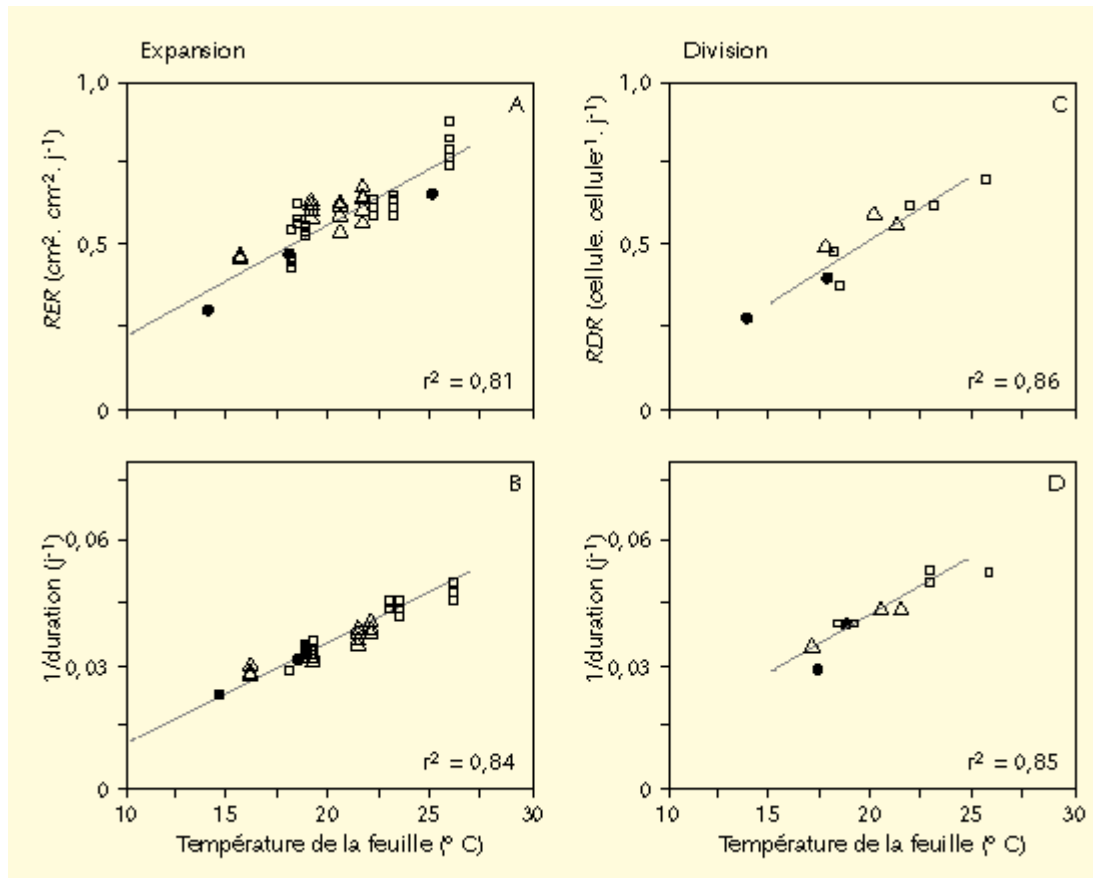 Expansion
Division
1,0
A
RER (cm². cm². j⁻¹)
0,5
r² = 0,81
0
1,0
C
RDR (cellule. cellule⁻¹. j⁻¹)
0,5
r² = 0,86
0
B
1/duration (j⁻¹)
0,06
0,03
r² = 0,84
0
10 15 20 25 30
Température de la feuille (° C)
D
1/duration (j⁻¹)
0,06
0,03
r² = 0,85
0
10 15 20 25 30
Température de la feuille (° C)